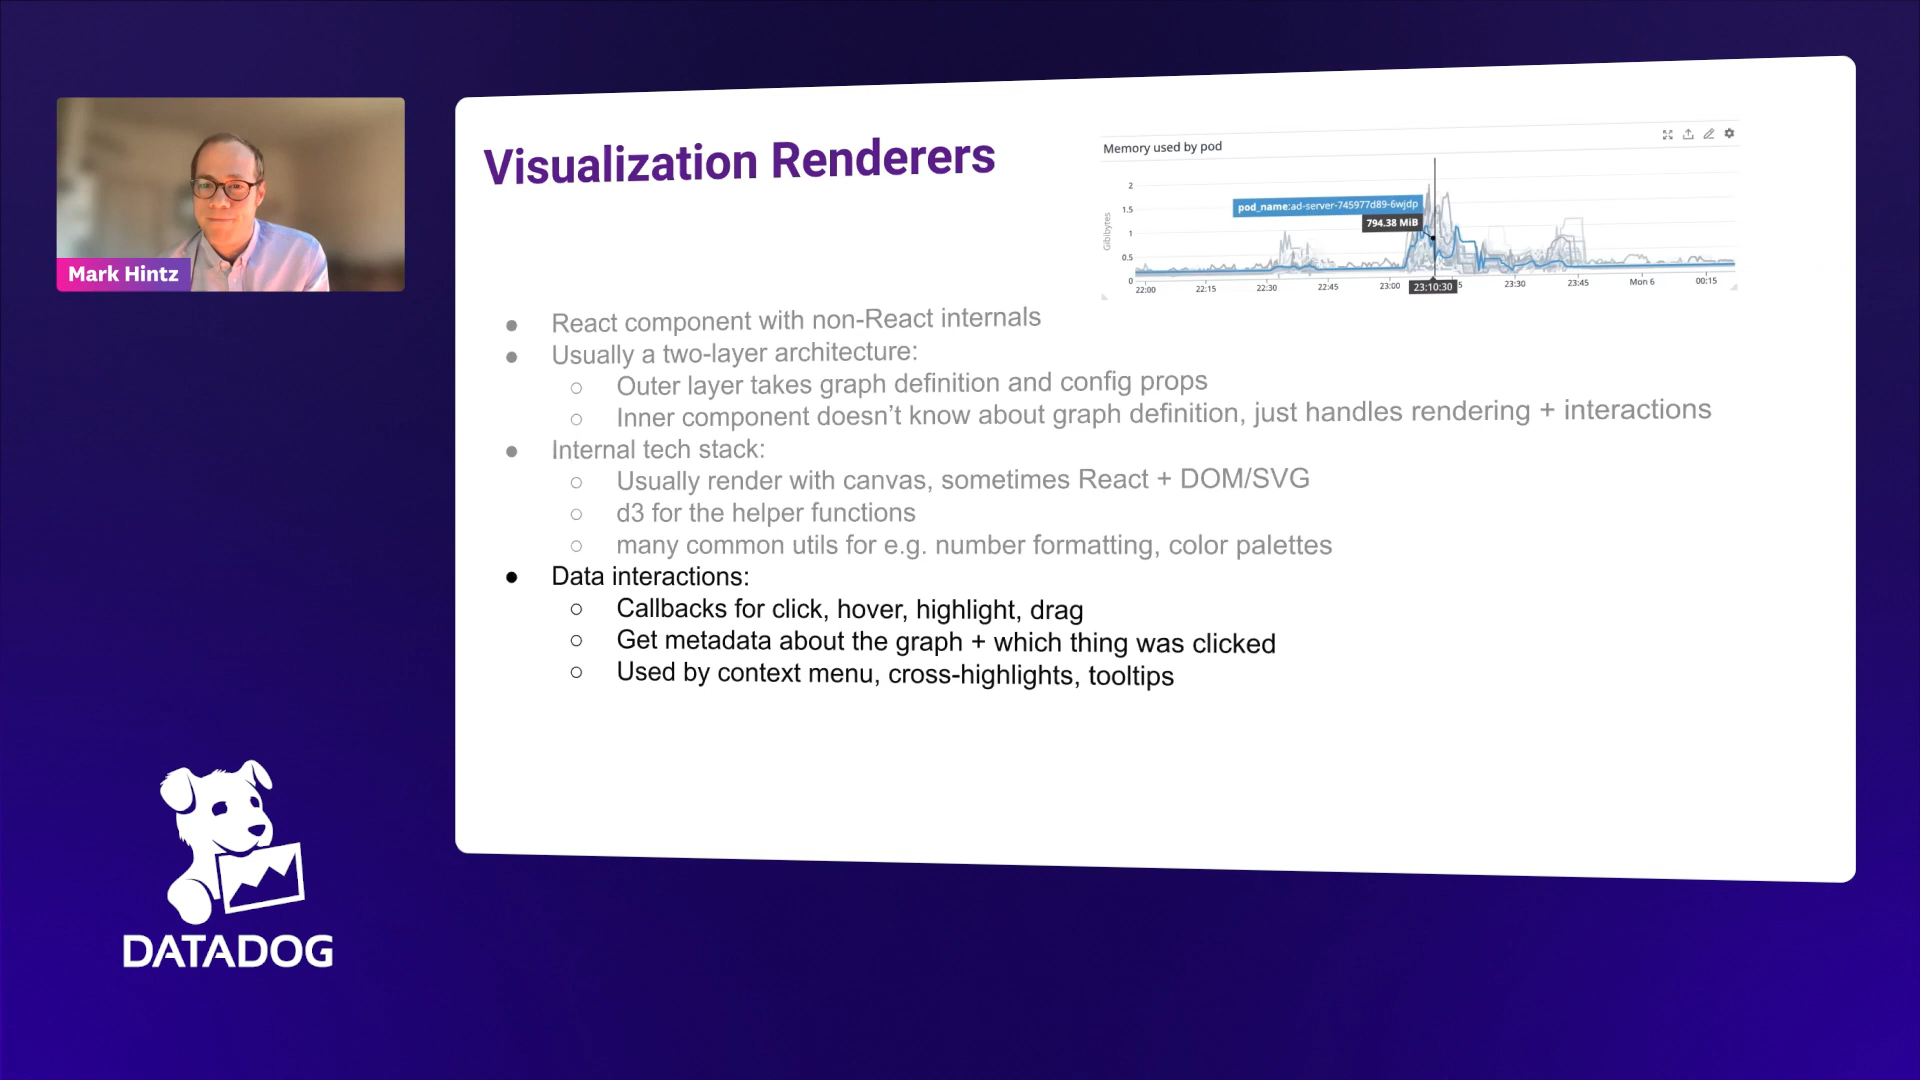 Mark Hintz
DATADOG
Visualization Renderers
Memory used by pod
Gibibytes
2
1.5
1
0.5
0
pod_name:ad-server-745977d89-6wjdp
794.38 MiB
22:00 22:15 22:30 22:45 23:00 23:10:30 5 23:30 23:45 Mon 6 00:15
● React component with non-React internals
● Usually a two-layer architecture:
○ Outer layer takes graph definition and config props
○ Inner component doesn’t know about graph definition, just handles rendering + interactions
● Internal tech stack:
○ Usually render with canvas, sometimes React + DOM/SVG
○ d3 for the helper functions
○ many common utils for e.g. number formatting, color palettes
● Data interactions:
○ Callbacks for click, hover, highlight, drag
○ Get metadata about the graph + which thing was clicked
○ Used by context menu, cross-highlights, tooltips